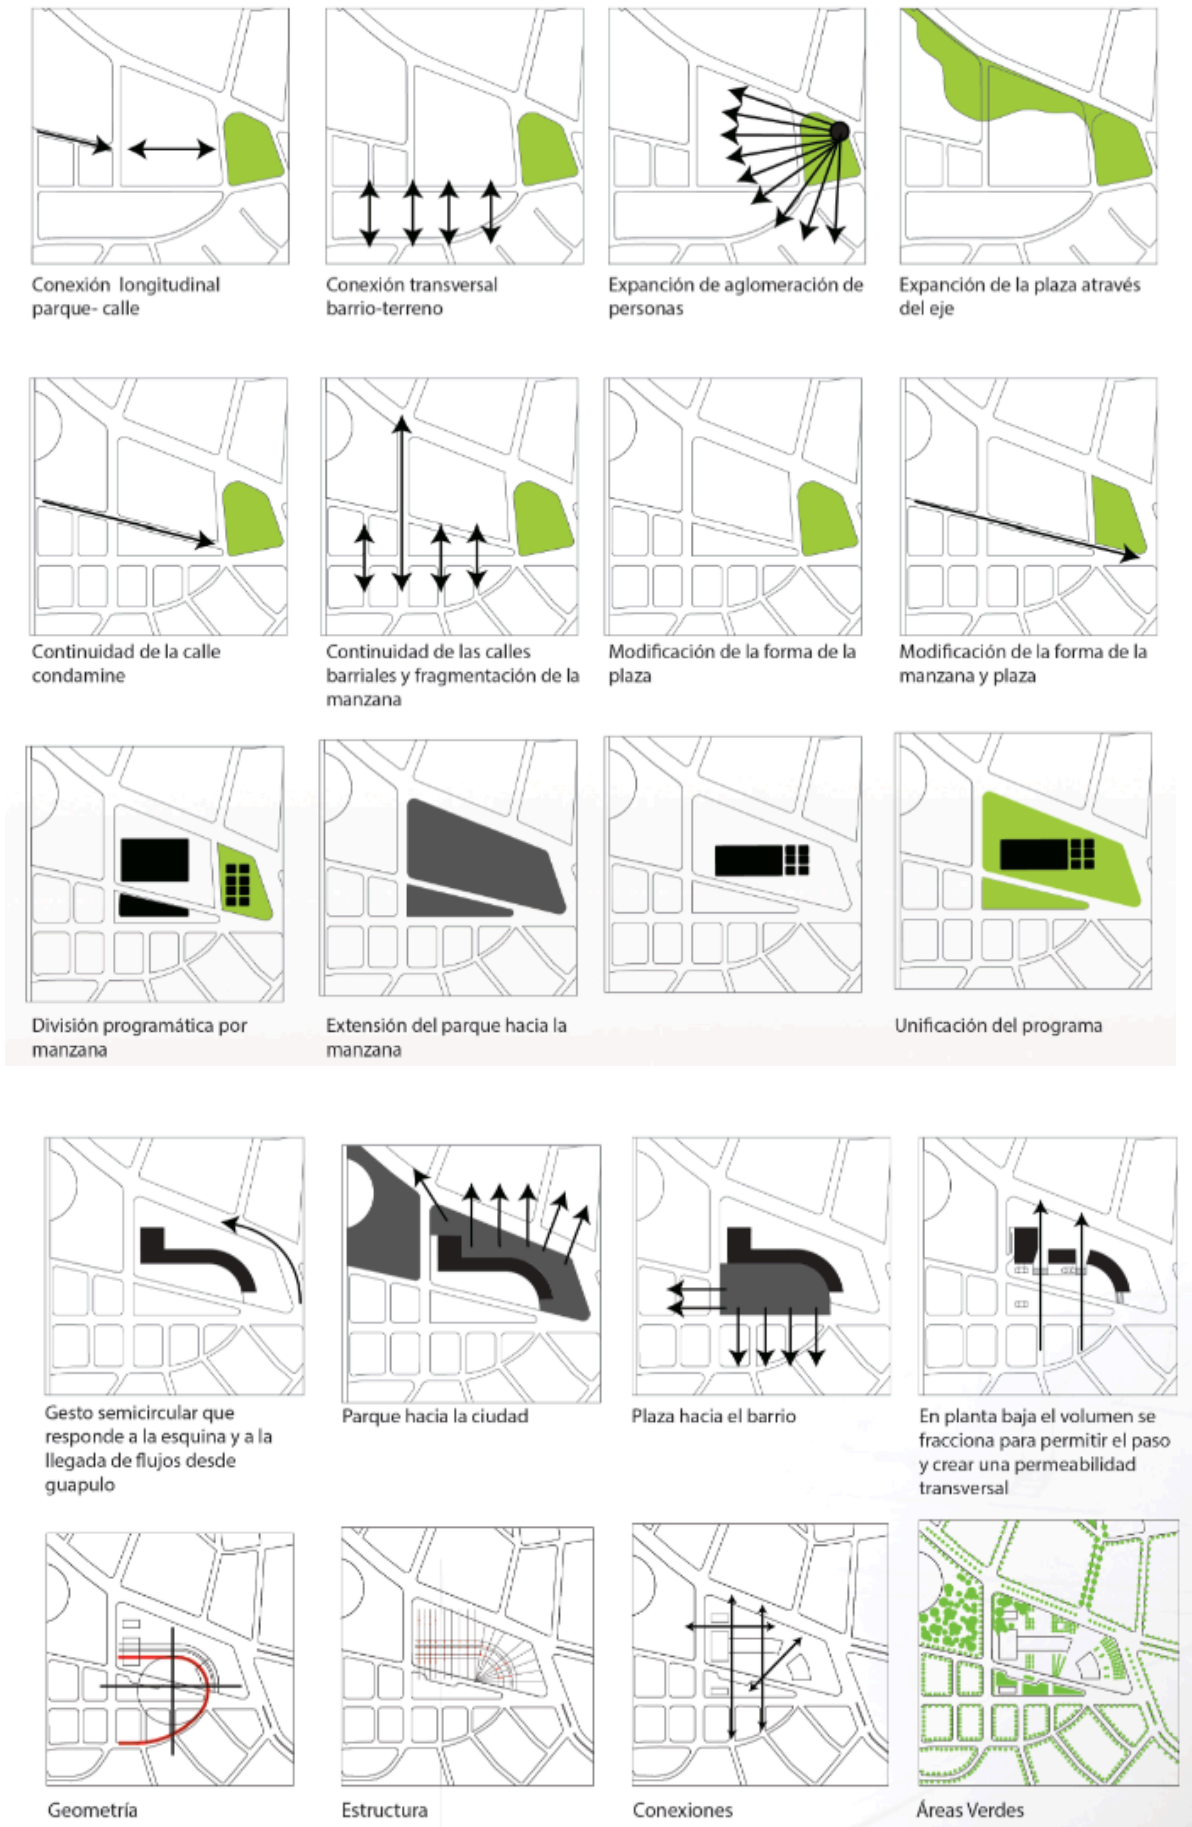 Conexión longitudinal
parque- calle
Conexión transversal
barrio-terreno
Expanción de aglomeración de
personas
Expanción de la plaza através
del eje
Continuidad de la calle
condamine
Continuidad de las calles
barriales y fragmentación de la
manzana
Modificación de la forma de la
plaza
Modificación de la forma de la
manzana y plaza
División programática por
manzana
Extensión del parque hacia la
manzana
Unificación del programa
Gesto semicircular que
responde a la esquina y a la
llegada de flujos desde
guapulo
Parque hacia la ciudad
Plaza hacia el barrio
En planta baja el volumen se
fracciona para permitir el paso
y crear una permeabilidad
transversal
Geometría
Estructura
Conexiones
Áreas Verdes